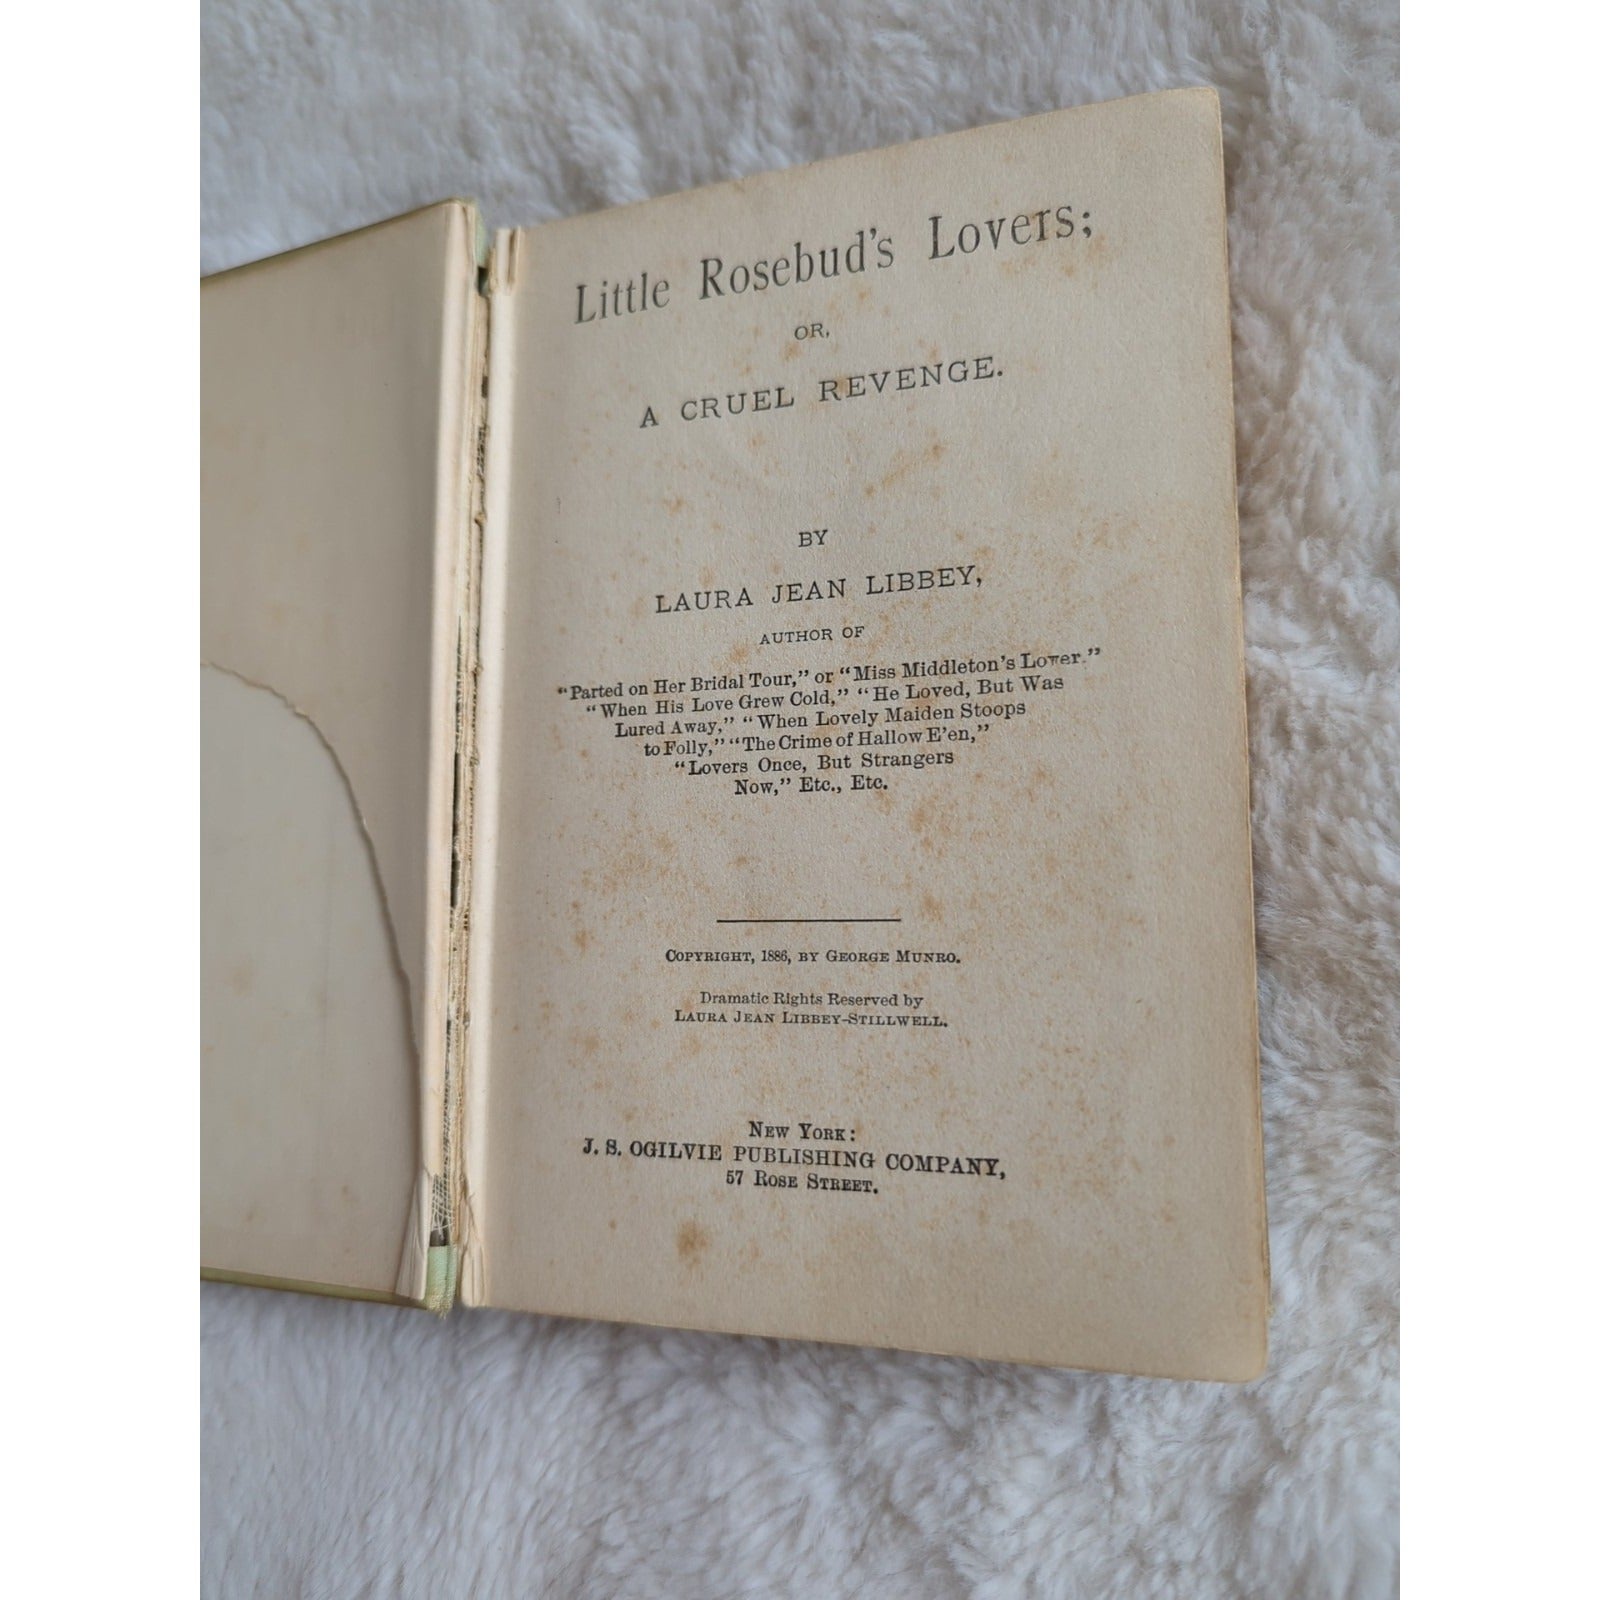 Little Rosebud's Lovers;
OR,
A CRUEL REVENGE.
BY
LAURA JEAN LIBBEY,
AUTHOR OF
"Parted on Her Bridal Tour," or "Miss Middleton's Lover."
"When His Love Grew Cold," "He Loved, But Was
Lured Away," "When Lovely Maiden Stoops
to Folly," "The Crime of Hallow E'en,"
"Lovers Once, But Strangers
Now," Etc., Etc.
COPYRIGHT, 1886, BY GEORGE MUNRO.
Dramatic Rights Reserved by
LAURA JEAN LIBBEY-STILLWELL.
NEW YORK:
J. S. OGILVIE PUBLISHING COMPANY,
57 ROSE STREET.